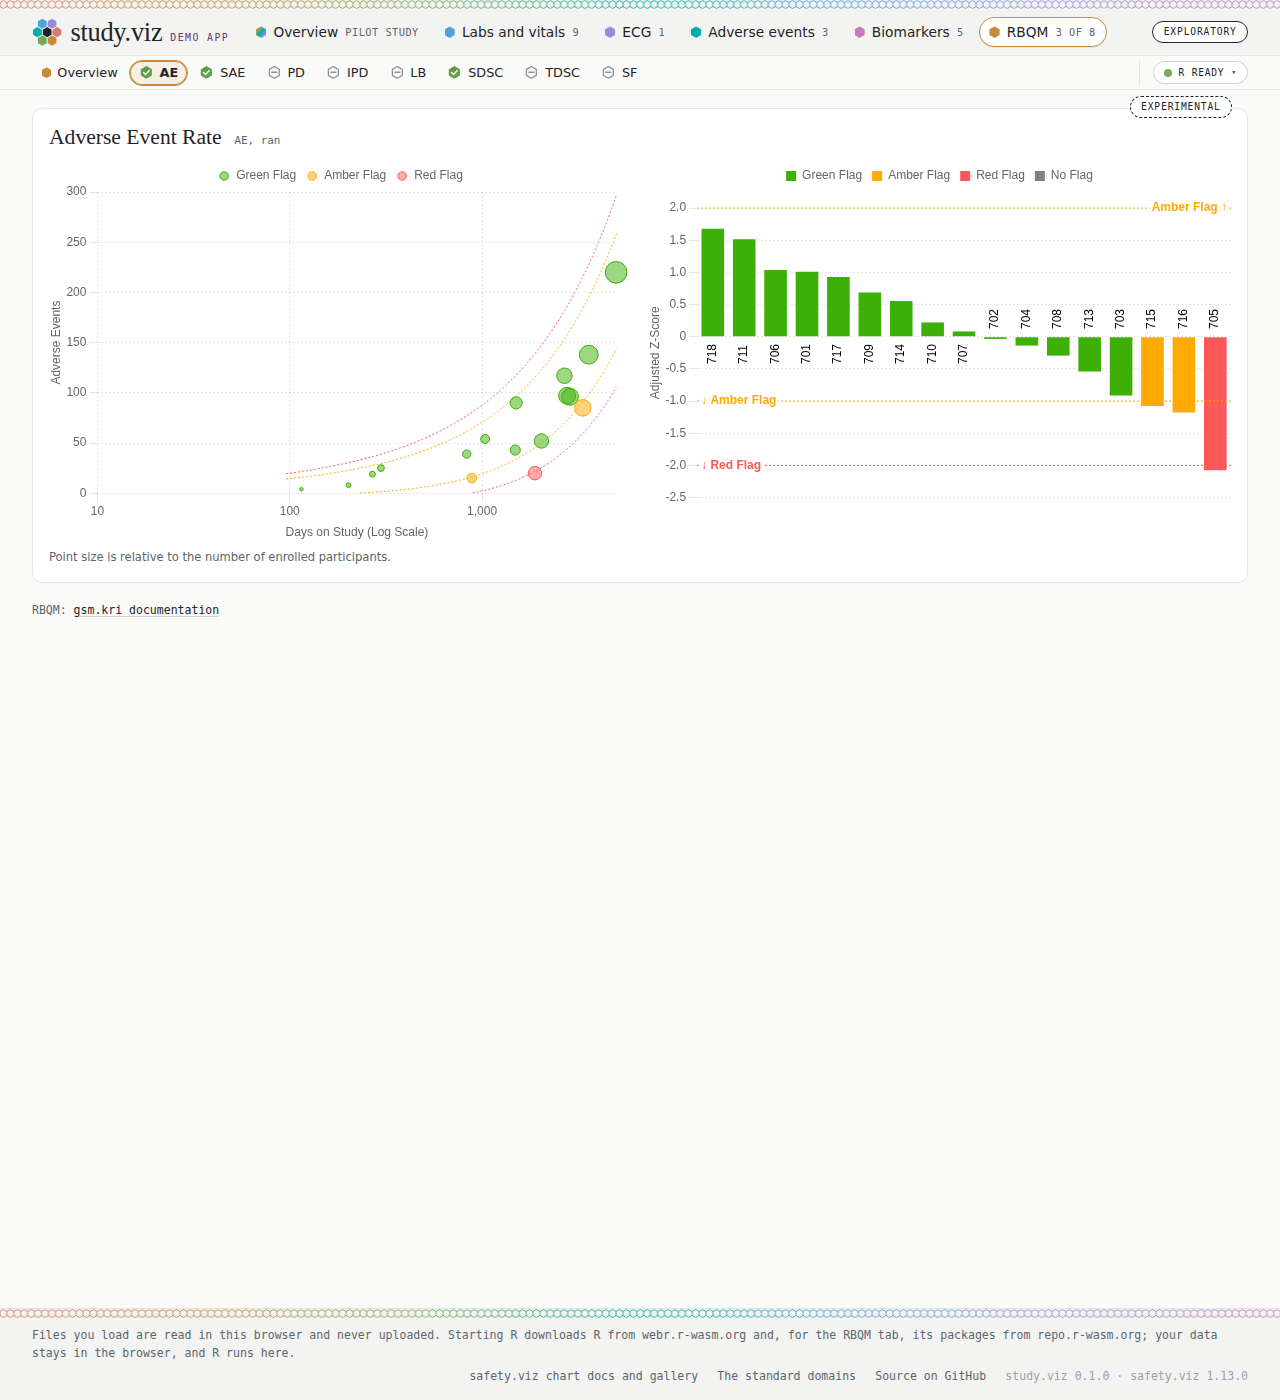 study.viz DEMO APP Overview PILOT STUDY Labs and vitals 9 ECG 1 Adverse events 3 Biomarkers 5 RBQM 3 OF 8 EXPLORATORY
Overview AE SAE PD IPD LB SDSC TDSC SF R READY ▾
EXPERIMENTAL
Adverse Event Rate AE, ran
Green Flag Amber Flag Red Flag
300
250
200
150
100
50
0
Adverse Events
10 100 1,000
Days on Study (Log Scale)
Green Flag Amber Flag Red Flag No Flag
2.0
1.5
1.0
0.5
0
-0.5
-1.0
-1.5
-2.0
-2.5
Adjusted Z-Score
Amber Flag ↑
718 711 706 701 717 709 714 710 707 702 704 708 713 703 715 716 705
↓ Amber Flag
↓ Red Flag
Point size is relative to the number of enrolled participants.
RBQM: gsm.kri documentation
Files you load are read in this browser and never uploaded. Starting R downloads R from webr.r-wasm.org and, for the RBQM tab, its packages from repo.r-wasm.org; your data
stays in the browser, and R runs here.
safety.viz chart docs and gallery The standard domains Source on GitHub study.viz 0.1.0 · safety.viz 1.13.0